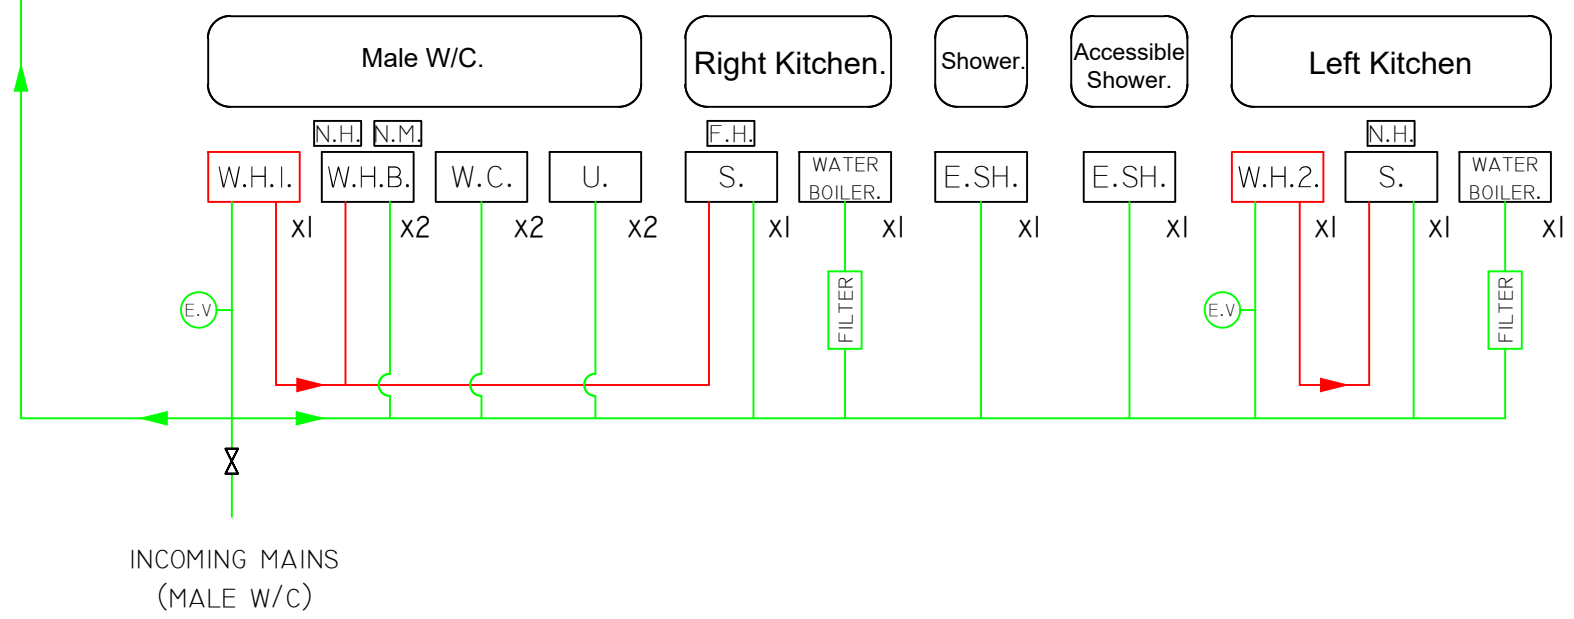 Male W/C.
Right Kitchen.
Shower.
Accessible
Shower.
Left Kitchen
N.H.
N.M.
F.H.
N.H.
W.H.1.
W.H.B.
W.C.
U.
S.
WATER
BOILER.
E.SH.
E.SH.
W.H.2.
S.
WATER
BOILER.
X1
X2
X2
X2
X1
X1
X1
X1
X1
X1
X1
E.V
FILTER
E.V
FILTER
INCOMING MAINS
(MALE W/C)